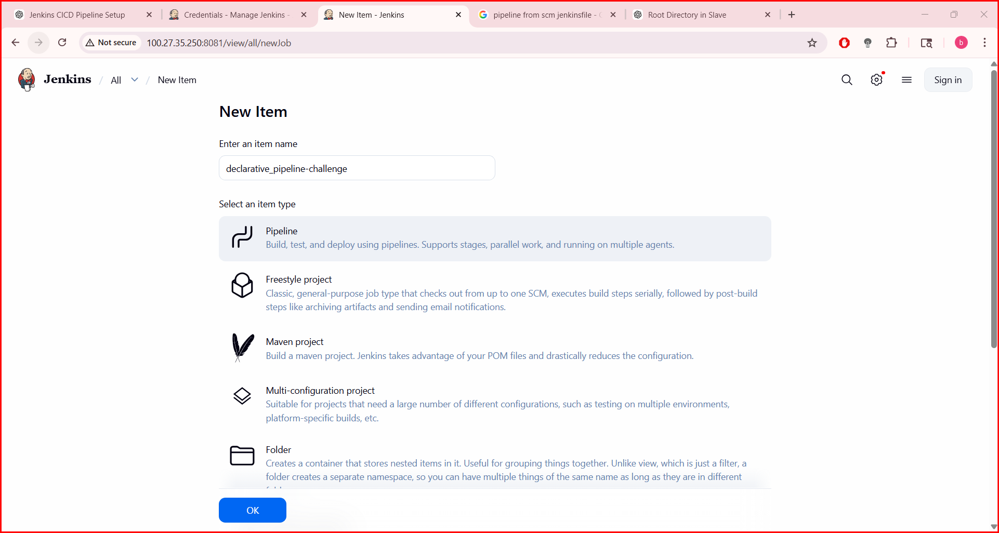 Jenkins CICD Pipeline Setup
Credentials - Manage Jenkins -
New Item - Jenkins
pipeline from scm jenkinsfile -
Root Directory in Slave
Not secure
100.27.35.250:8081/view/all/newJob
b
Jenkins / All / New Item
Sign in
New Item
Enter an item name
declarative_pipeline-challenge
Select an item type
Pipeline
Build, test, and deploy using pipelines. Supports stages, parallel work, and running on multiple agents.
Freestyle project
Classic, general-purpose job type that checks out from up to one SCM, executes build steps serially, followed by post-build
steps like archiving artifacts and sending email notifications.
Maven project
Build a maven project. Jenkins takes advantage of your POM files and drastically reduces the configuration.
Multi-configuration project
Suitable for projects that need a large number of different configurations, such as testing on multiple environments,
platform-specific builds, etc.
Folder
Creates a container that stores nested items in it. Useful for grouping things together. Unlike view, which is just a filter, a
folder creates a separate namespace, so you can have multiple things of the same name as long as they are in different
OK